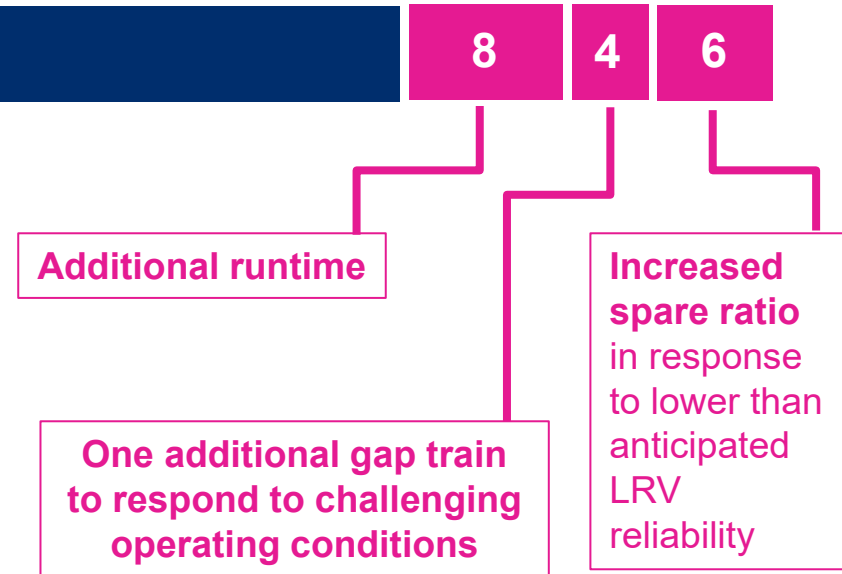 8 4 6
Additional runtime
One additional gap train
to respond to challenging
operating conditions
Increased
spare ratio
in response
to lower than
anticipated
LRV
reliability